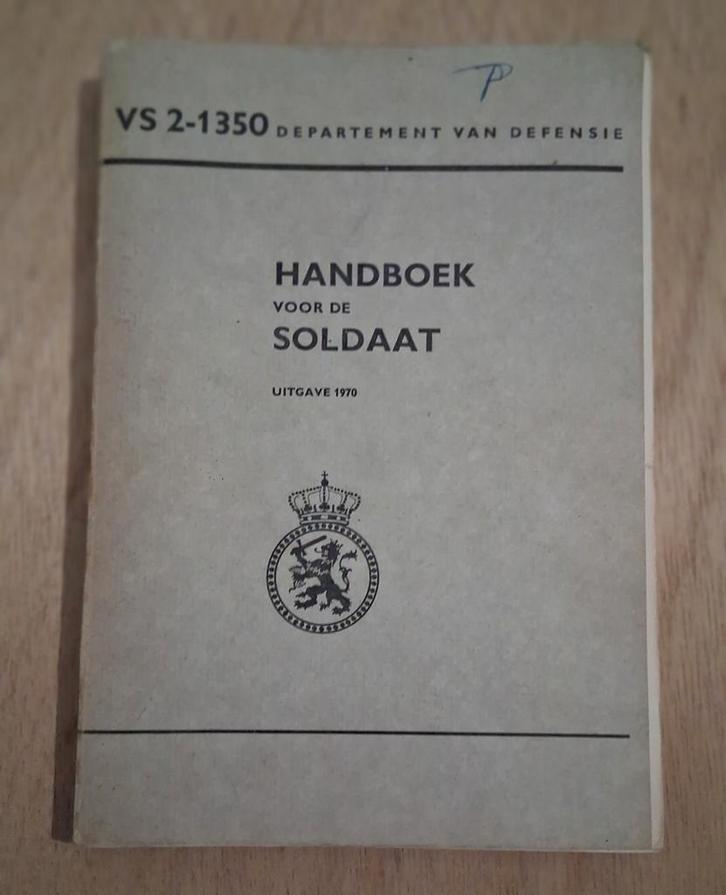 VS 2-1350 DEPARTEMENT VAN DEFENSIE
HANDBOEK
VOOR DE
SOLDAAT
UITGAVE 1970